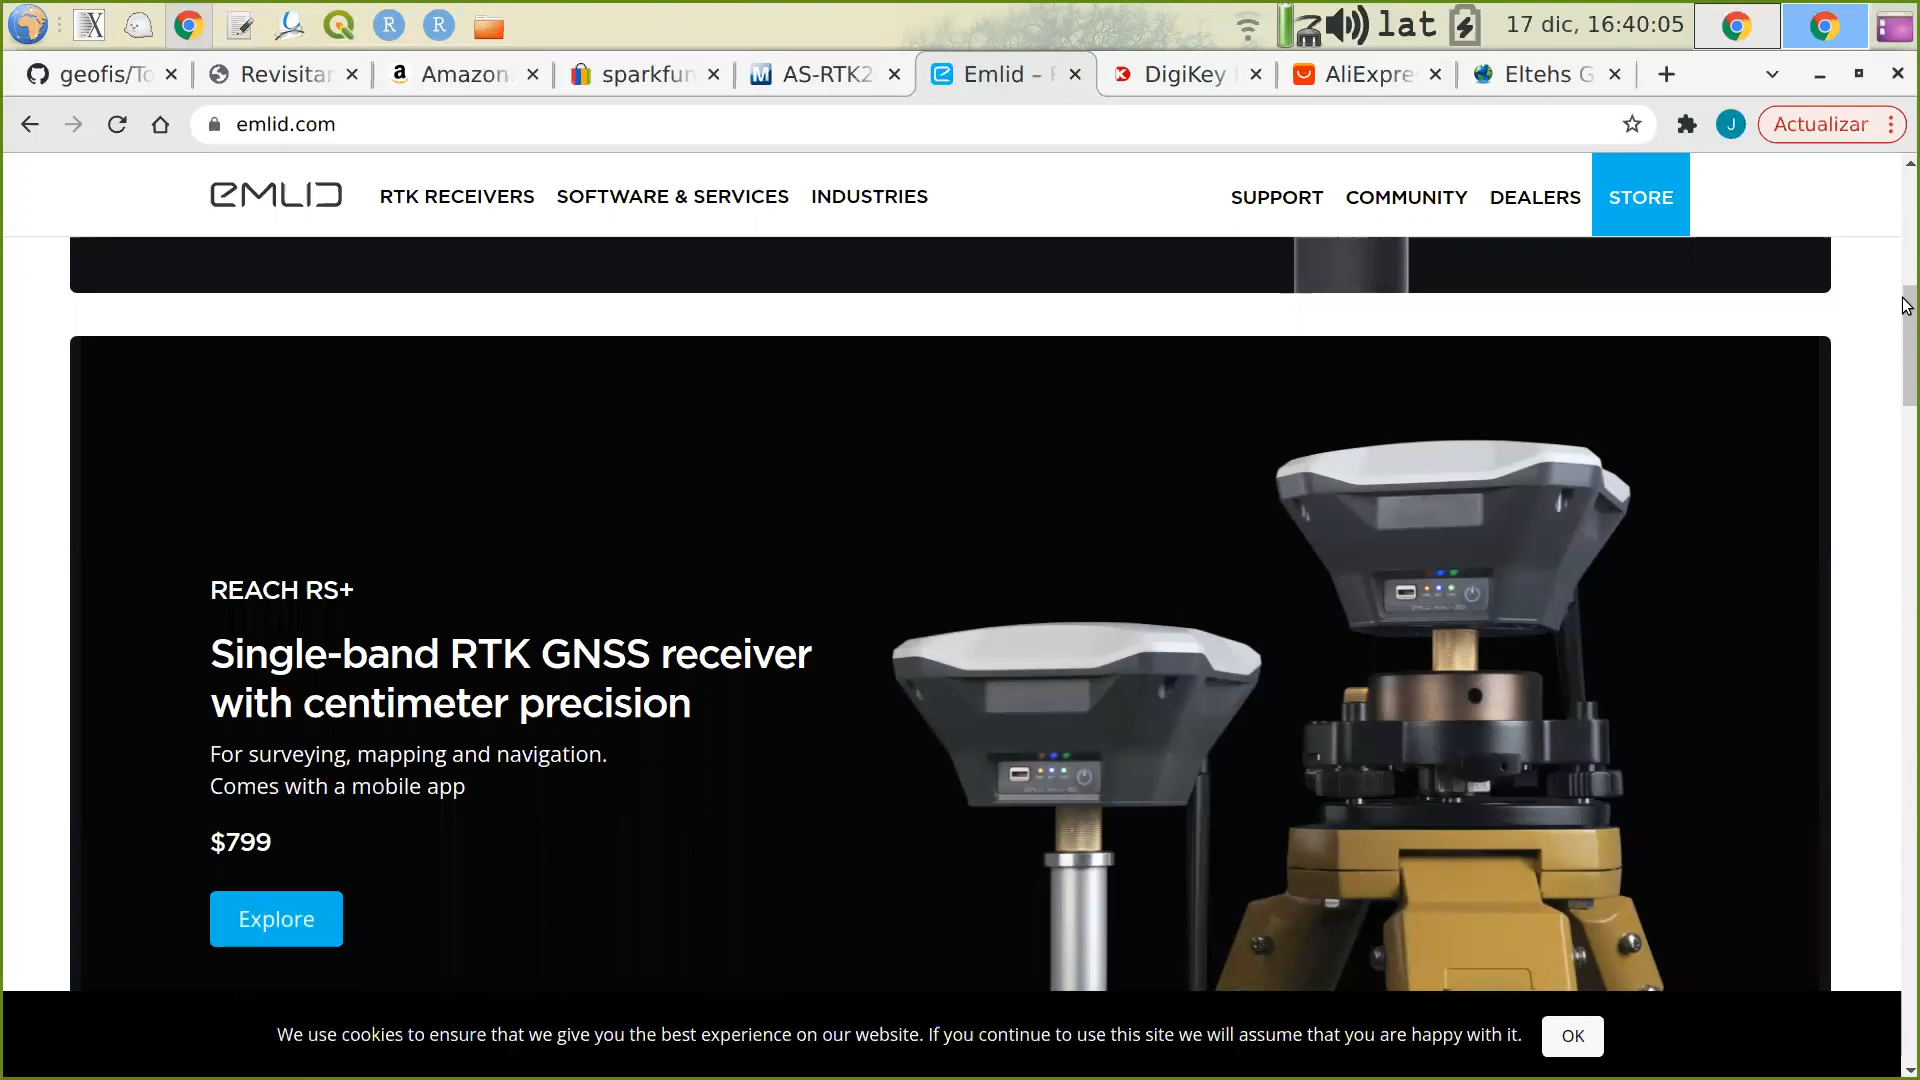 lat
17 dic, 16:40:05
geofis/To
Revisitar
Amazon
sparkfun
AS-RTK2
Emlid –
DigiKey
AliExpre
Eltehs G
emlid.com
J
Actualizar
EMLID
RTK RECEIVERS
SOFTWARE & SERVICES
INDUSTRIES
SUPPORT
COMMUNITY
DEALERS
STORE
REACH RS+
Single-band RTK GNSS receiver
with centimeter precision
For surveying, mapping and navigation.
Comes with a mobile app
$799
Explore
We use cookies to ensure that we give you the best experience on our website. If you continue to use this site we will assume that you are happy with it.
OK